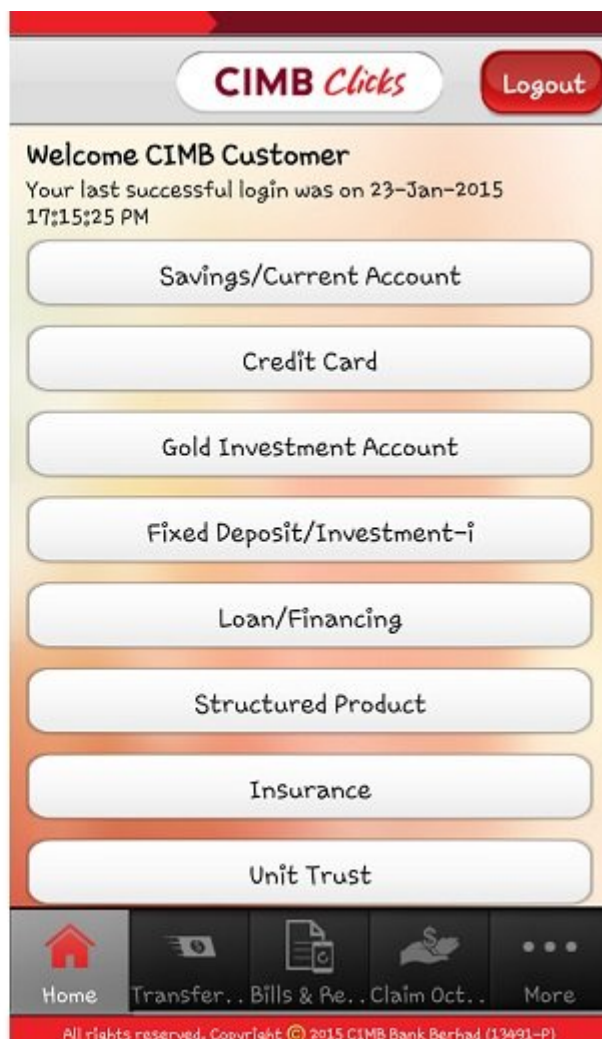 CIMB Clicks
Logout
Welcome CIMB Customer
Your last successful login was on 23-Jan-2015
17:15:25 PM
Savings/Current Account
Credit Card
Gold Investment Account
Fixed Deposit/Investment-i
Loan/Financing
Structured Product
Insurance
Unit Trust
Home Transfer.. Bills & Re.. Claim Oct.. More
All rights reserved. Copyright © 2015 CIMB Bank Berhad (13491-P)